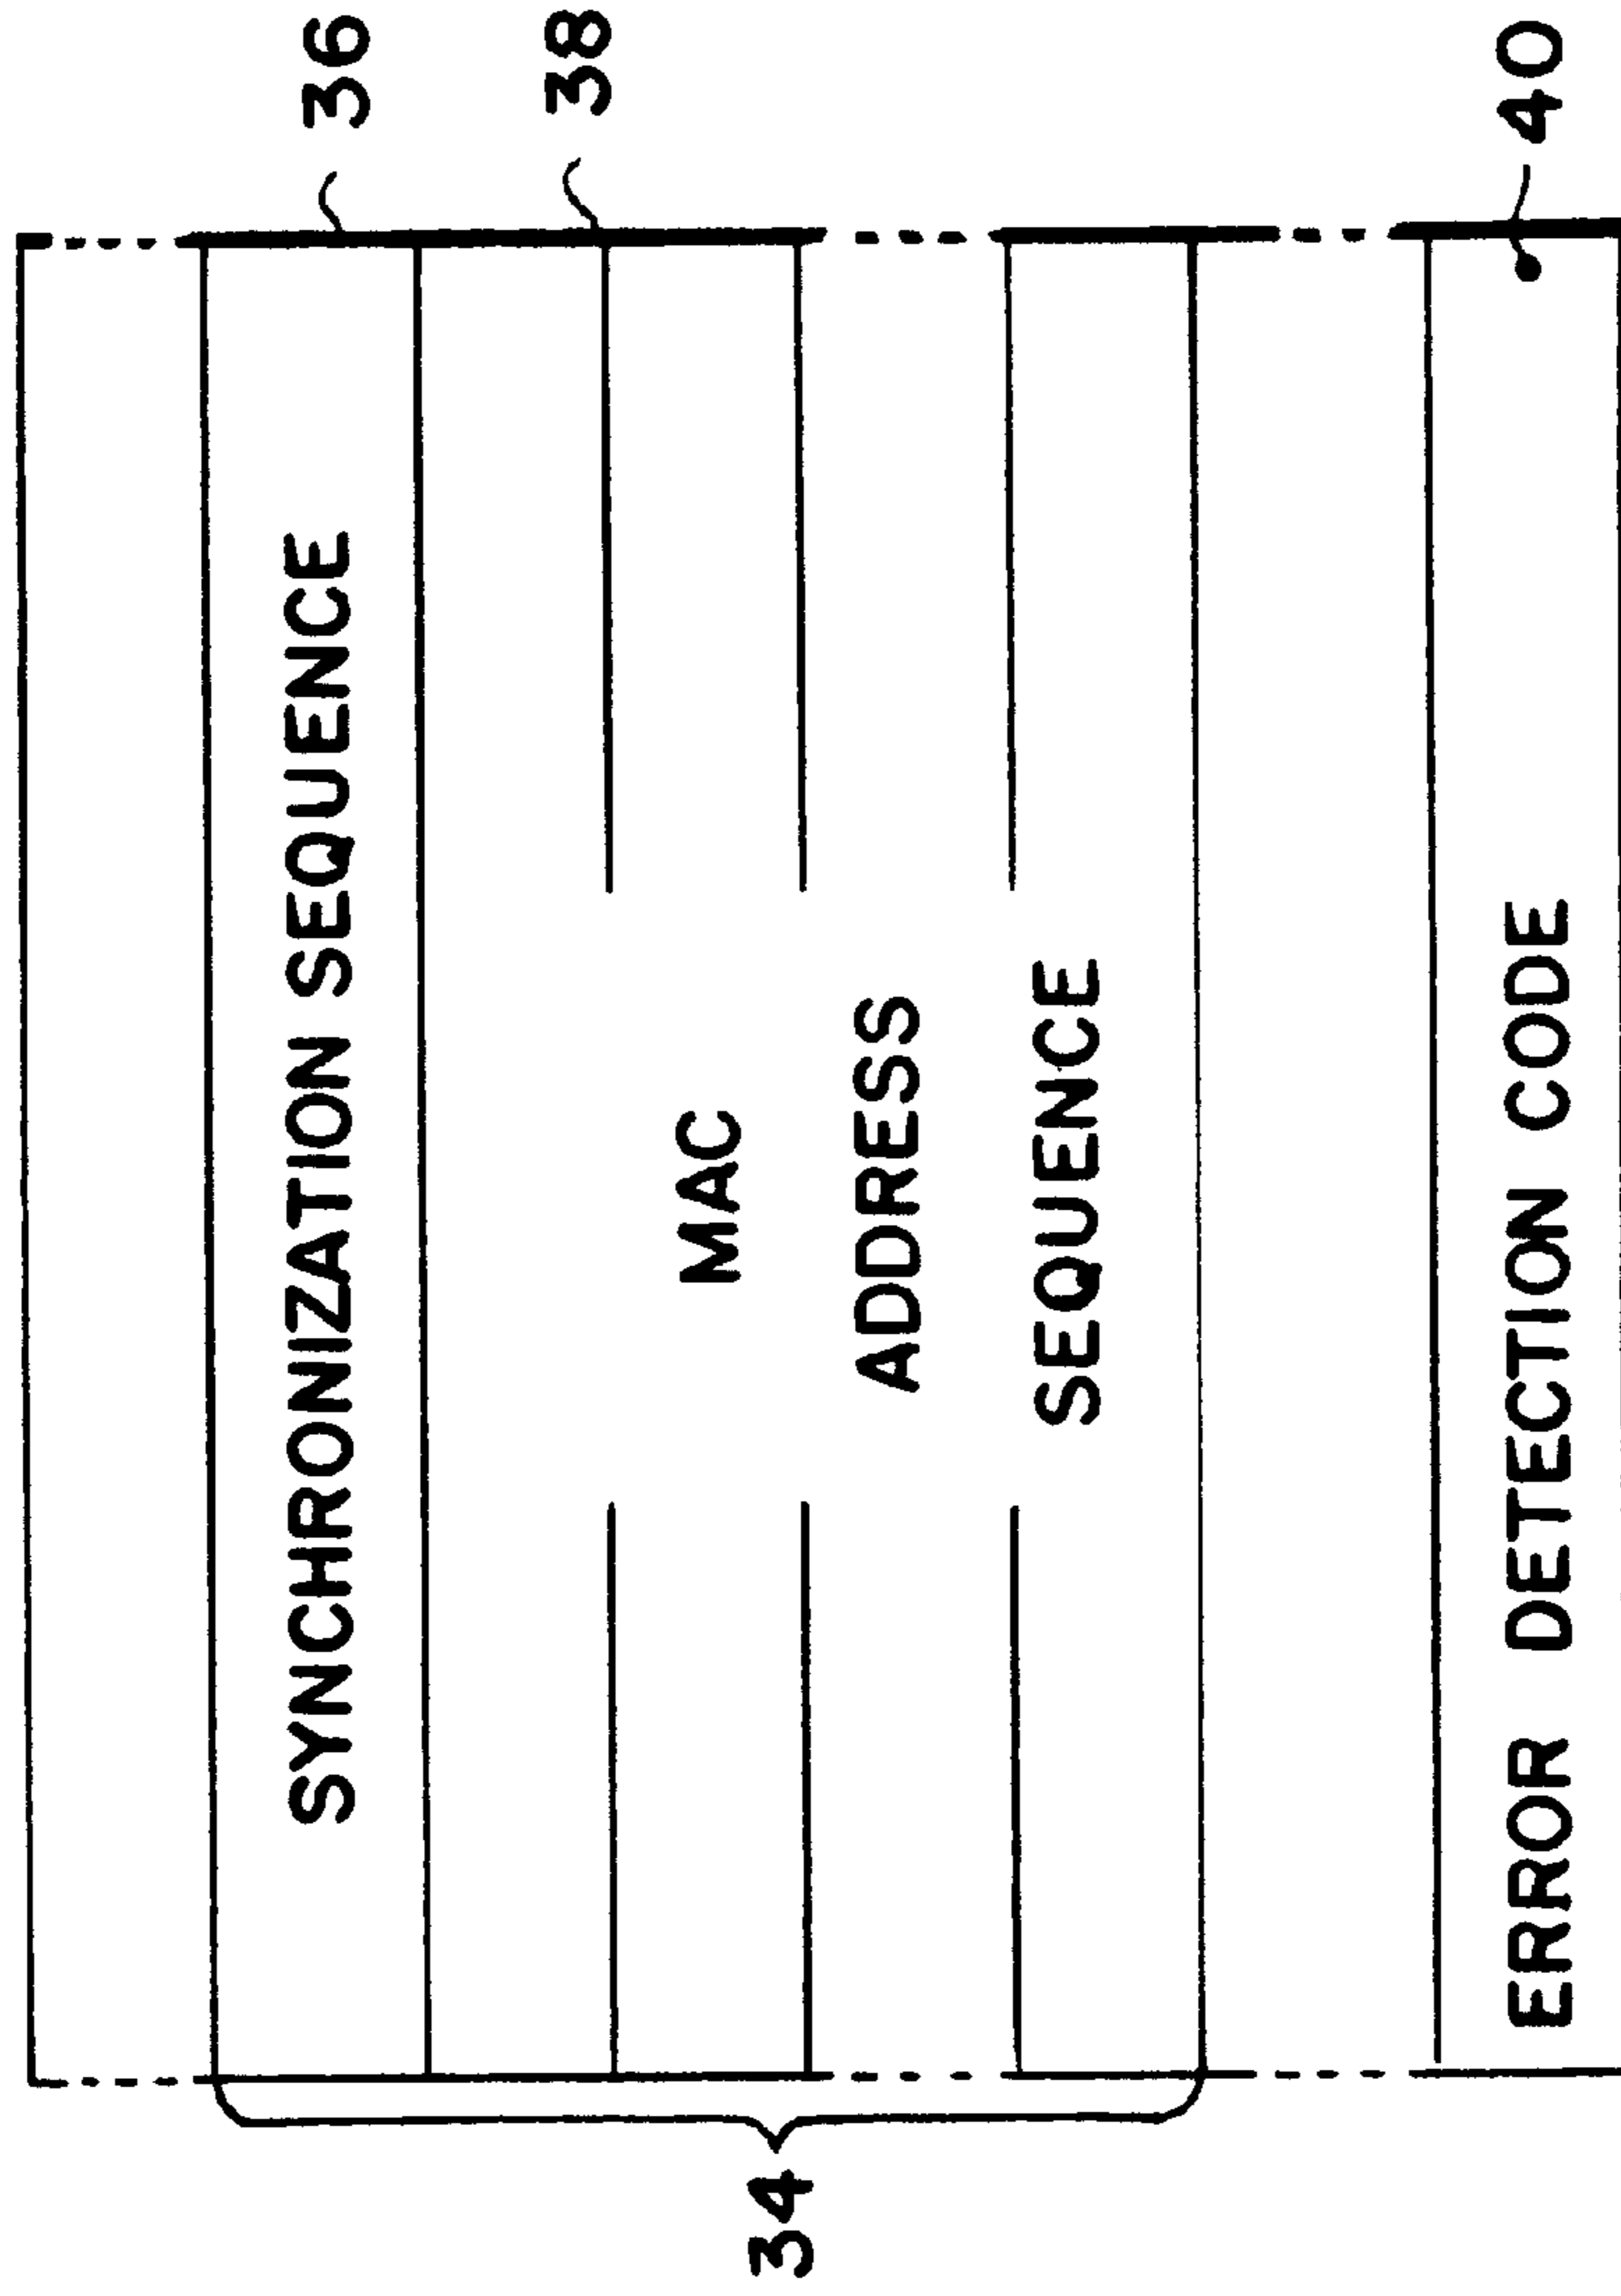 36
SYNCHRONIZATION SEQUENCE
38
MAC
ADDRESS
SEQUENCE
34
40
ERROR DETECTION CODE